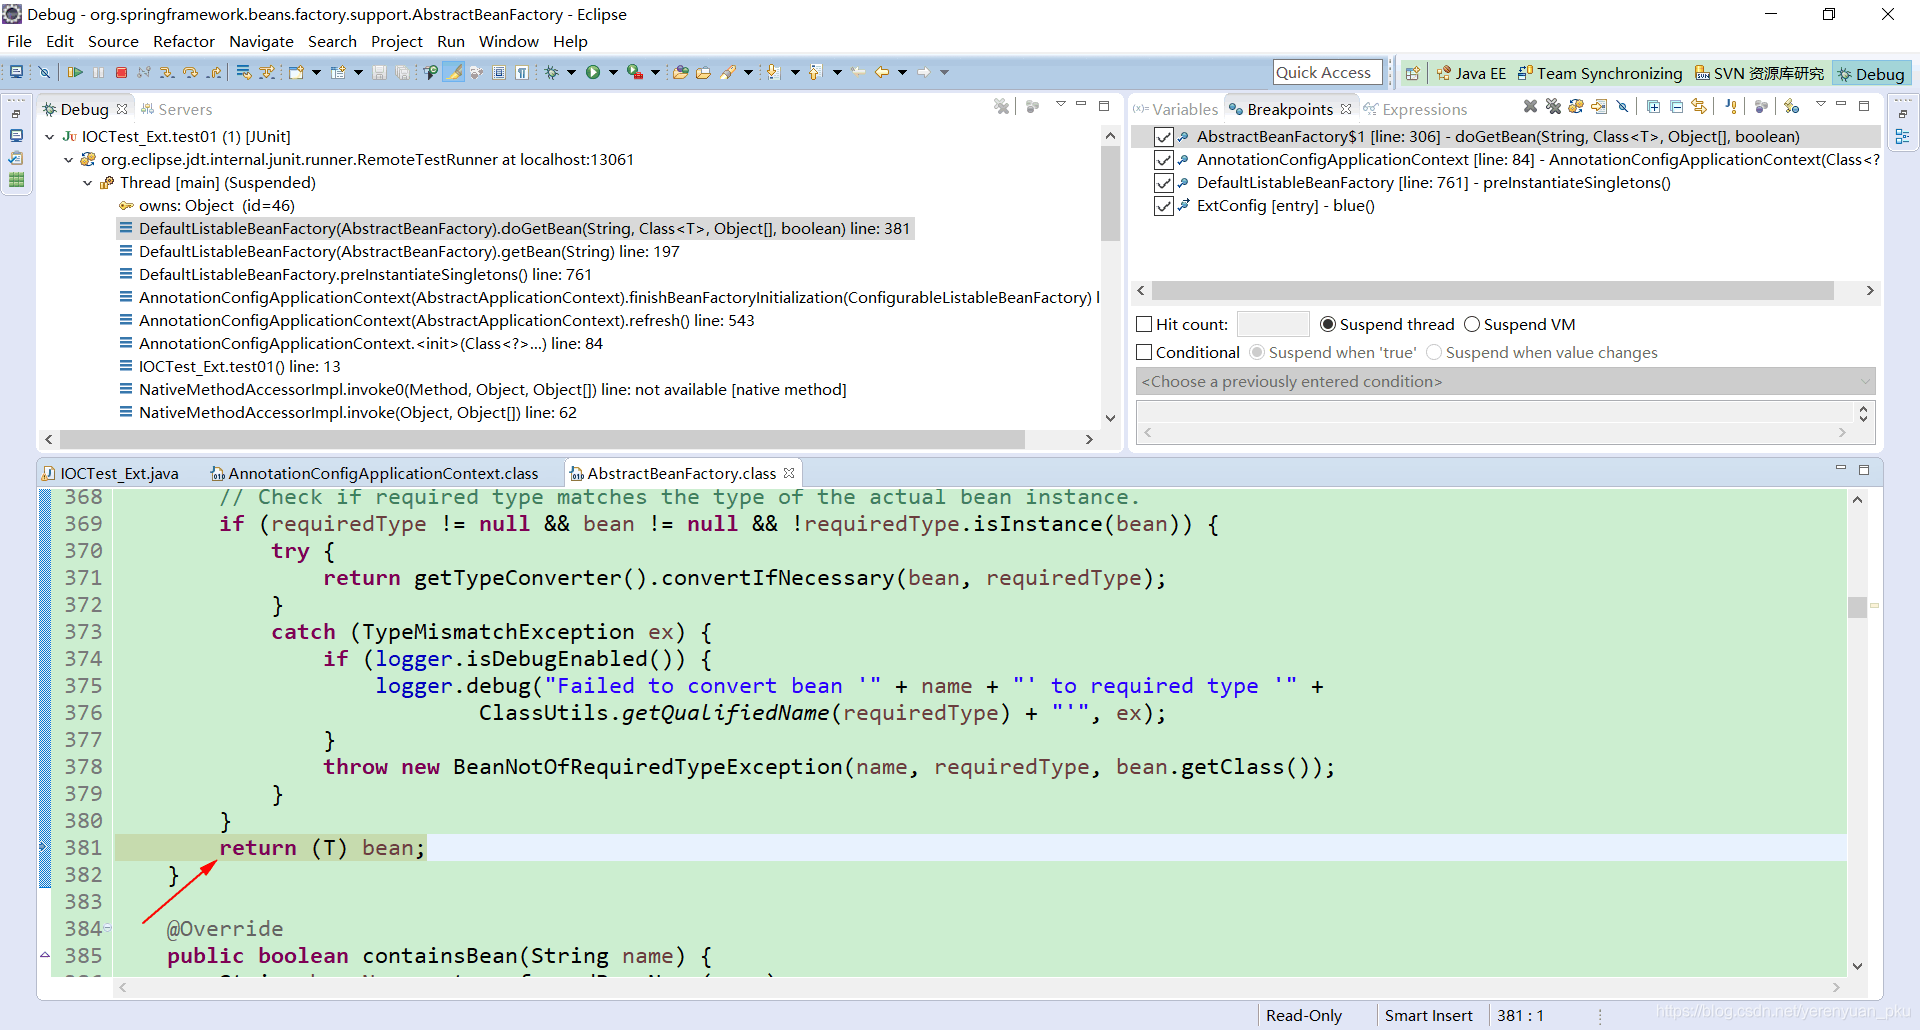 Debug - org.springframework.beans.factory.support.AbstractBeanFactory - Eclipse
File Edit Source Refactor Navigate Search Project Run Window Help
Quick Access
Java EE Team Synchronizing SVN 资源库研究 Debug
Debug Servers
IOCTest_Ext.test01 (1) [JUnit]
org.eclipse.jdt.internal.junit.runner.RemoteTestRunner at localhost:13061
Thread [main] (Suspended)
owns: Object (id=46)
DefaultListableBeanFactory(AbstractBeanFactory).doGetBean(String, Class<T>, Object[], boolean) line: 381
DefaultListableBeanFactory(AbstractBeanFactory).getBean(String) line: 197
DefaultListableBeanFactory.preInstantiateSingletons() line: 761
AnnotationConfigApplicationContext(AbstractApplicationContext).finishBeanFactoryInitialization(ConfigurableListableBeanFactory) l
AnnotationConfigApplicationContext(AbstractApplicationContext).refresh() line: 543
AnnotationConfigApplicationContext.<init>(Class<?>...) line: 84
IOCTest_Ext.test01() line: 13
NativeMethodAccessorImpl.invoke0(Method, Object, Object[]) line: not available [native method]
NativeMethodAccessorImpl.invoke(Object, Object[]) line: 62
(x)= Variables Breakpoints Expressions
AbstractBeanFactory$1 [line: 306] - doGetBean(String, Class<T>, Object[], boolean)
AnnotationConfigApplicationContext [line: 84] - AnnotationConfigApplicationContext(Class<?
DefaultListableBeanFactory [line: 761] - preInstantiateSingletons()
ExtConfig [entry] - blue()
Hit count: Suspend thread Suspend VM
Conditional Suspend when 'true' Suspend when value changes
<Choose a previously entered condition>
IOCTest_Ext.java AnnotationConfigApplicationContext.class AbstractBeanFactory.class
368 // Check if required type matches the type of the actual bean instance.
369 if (requiredType != null && bean != null && !requiredType.isInstance(bean)) {
370 try {
371 return getTypeConverter().convertIfNecessary(bean, requiredType);
372 }
373 catch (TypeMismatchException ex) {
374 if (logger.isDebugEnabled()) {
375 logger.debug("Failed to convert bean '" + name + "' to required type '" +
376 ClassUtils.getQualifiedName(requiredType) + "'", ex);
377 }
378 throw new BeanNotOfRequiredTypeException(name, requiredType, bean.getClass());
379 }
380 }
381 return (T) bean;
382 }
383
384 @Override
385 public boolean containsBean(String name) {
Read-Only Smart Insert 381 : 1
https://blog.csdn.net/yerenyuan_pku